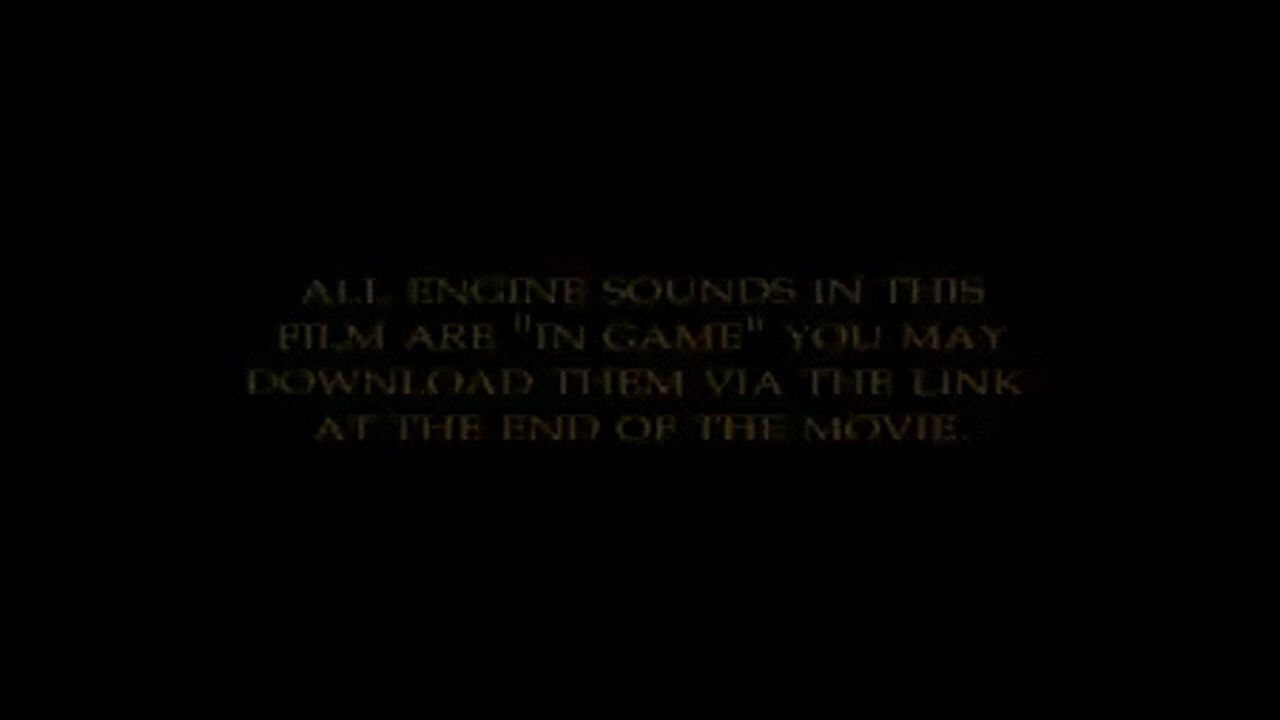 ALL ENGINE SOUNDS IN THIS
FILM ARE "IN GAME" YOU MAY
DOWNLOAD THEM VIA THE LINK
AT THE END OF THE MOVIE.